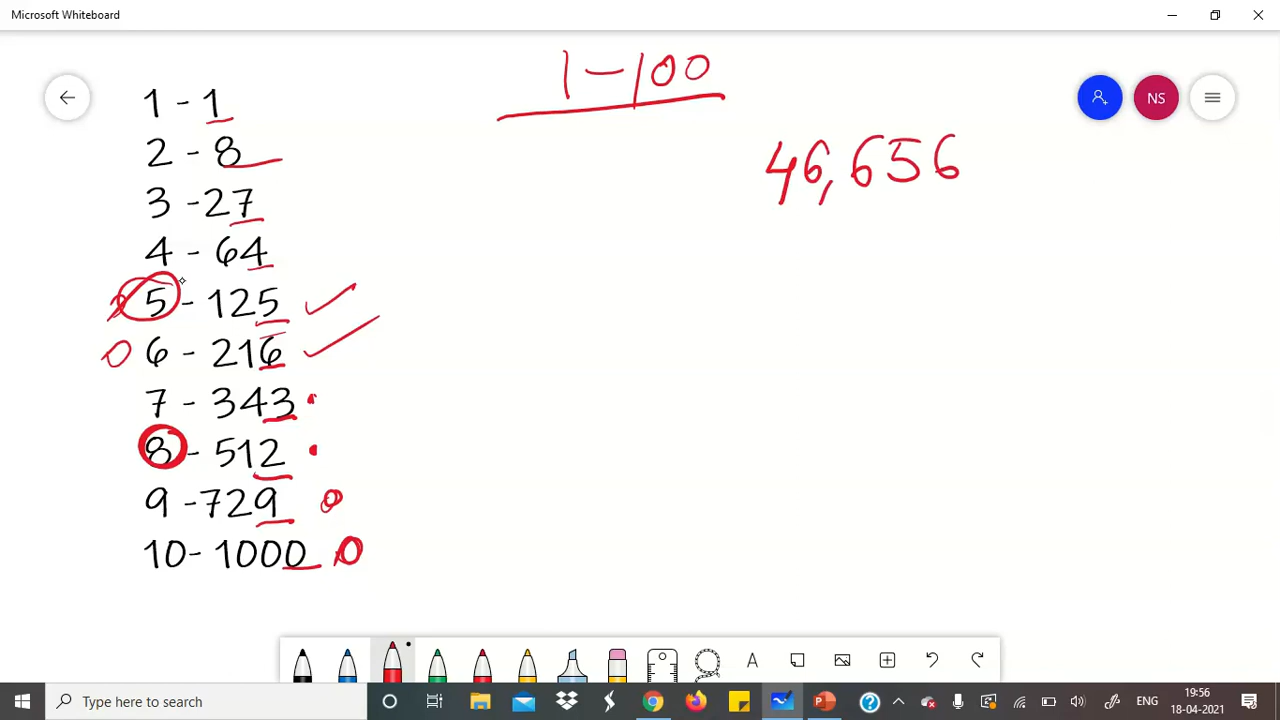 Microsoft Whiteboard
1 - 100
1 - 1
2 - 8
3 - 27
4 - 64
5 - 125
6 - 216
7 - 343
8 - 512
9 - 729
10 - 1000
46,656
NS
A
Type here to search
ENG
19:56
18-04-2021